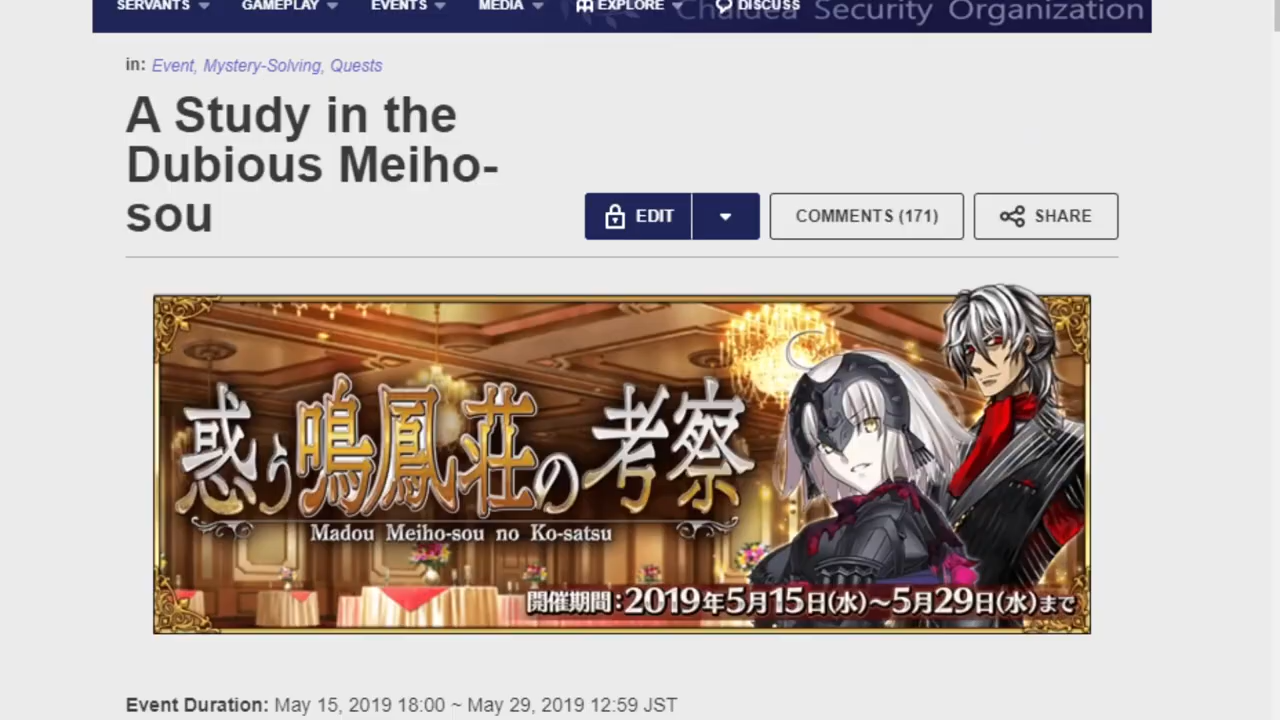 SERVANTS GAMEPLAY EVENTS MEDIA EXPLORE DISCUSS
Chaldea Security Organization
in: Event, Mystery-Solving, Quests
A Study in the
Dubious Meiho-
sou
EDIT
COMMENTS (171)
SHARE
惑う鳴鳳荘の考察
Madou Meiho-sou no Ko-satsu
開催期間:2019年5月15日(水)~5月29日(水)まで
Event Duration: May 15, 2019 18:00 ~ May 29, 2019 12:59 JST